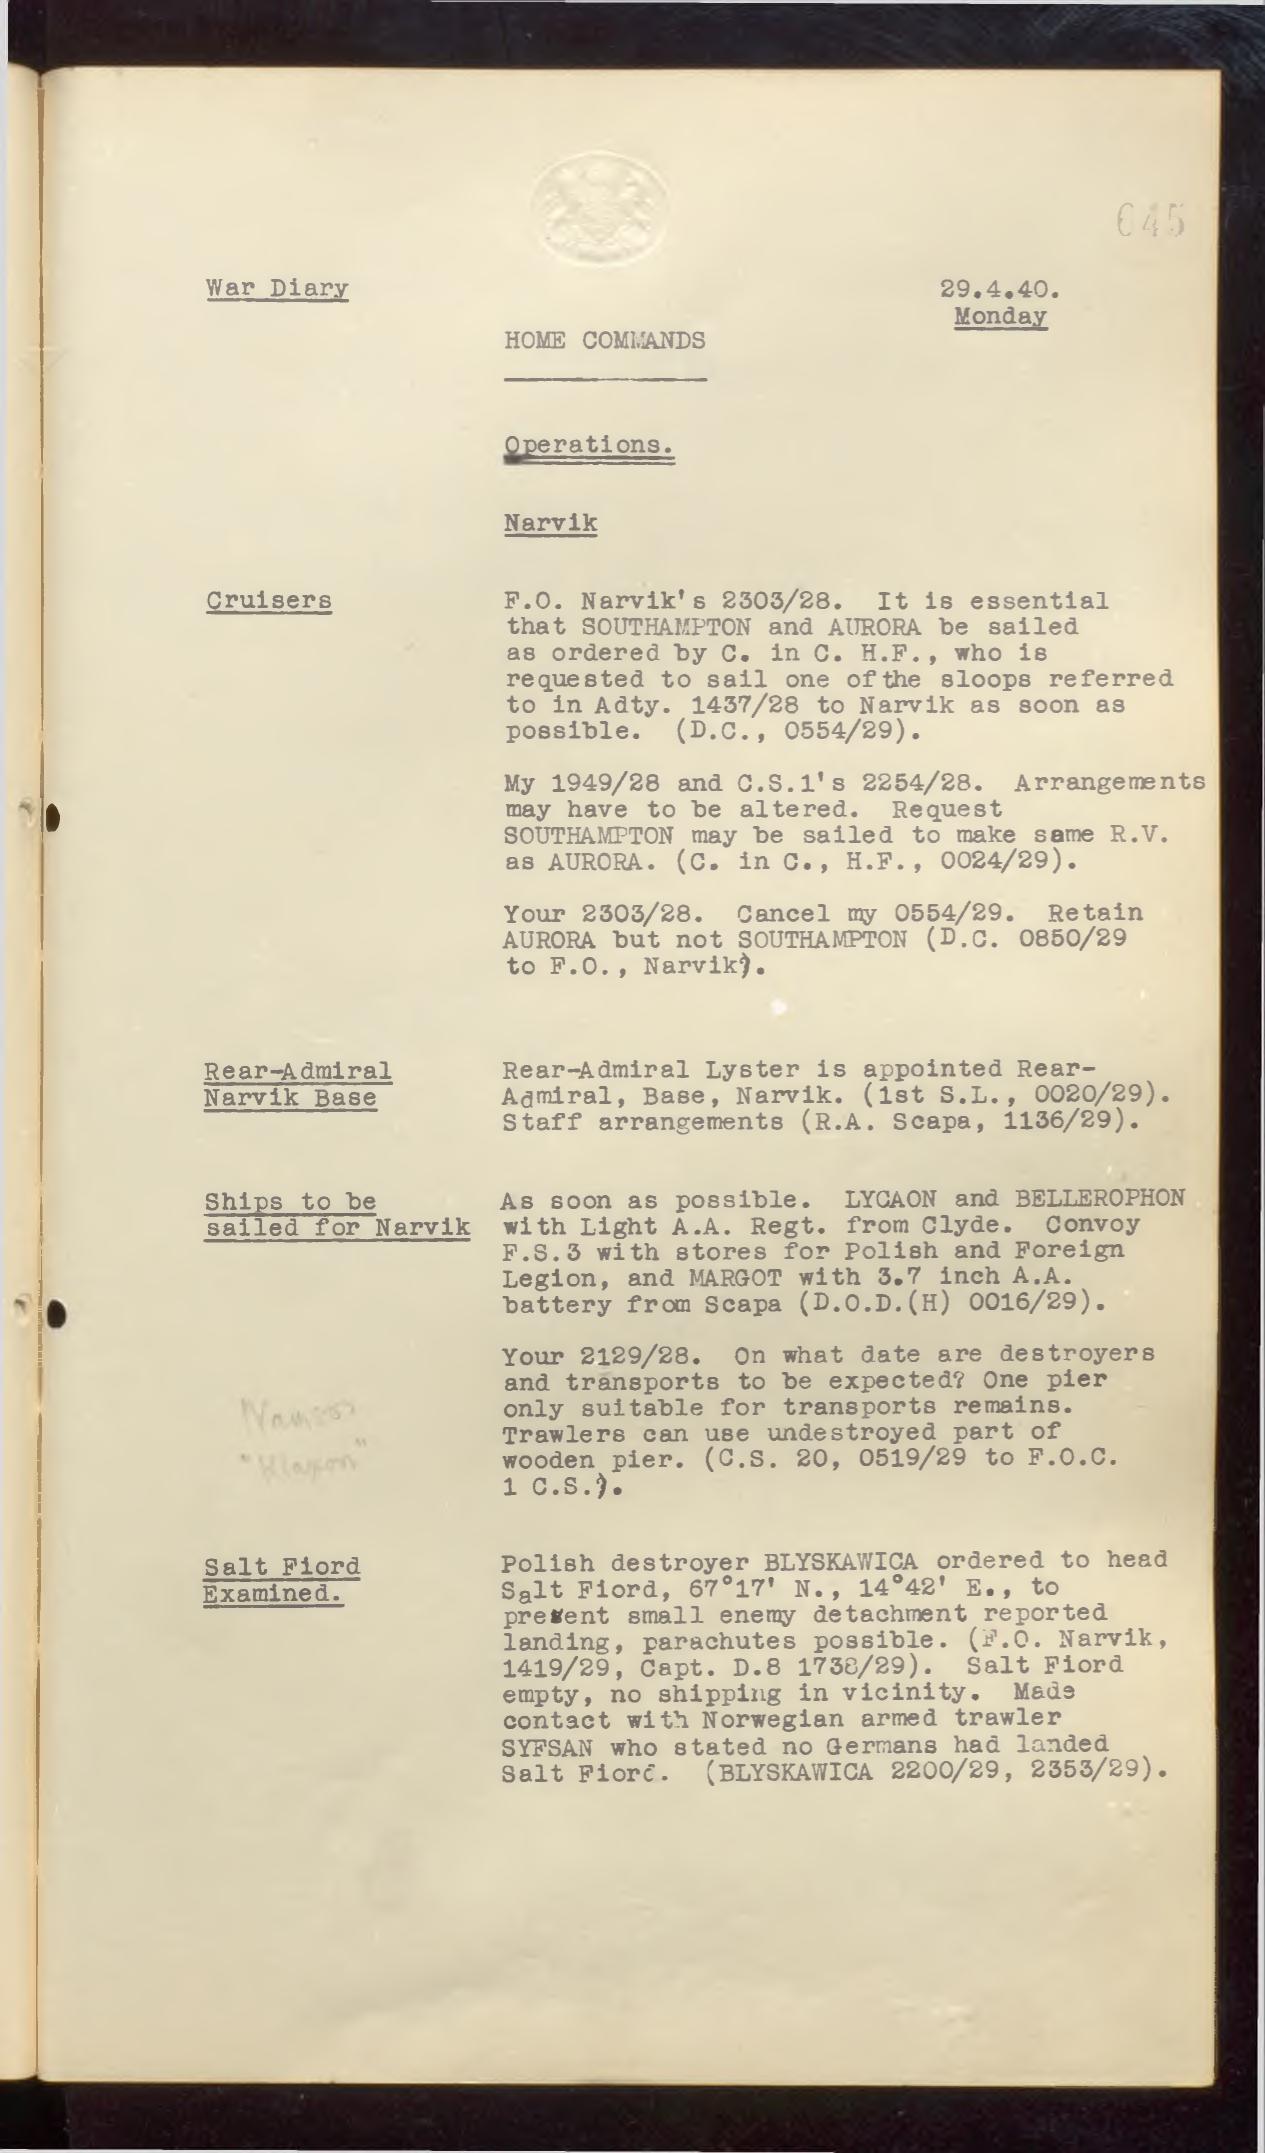 645
War Diary
29.4.40.
Monday
HOME COMMANDS
Operations.
Narvik
Cruisers
F.O. Narvik's 2303/28. It is essential
that SOUTHAMPTON and AURORA be sailed
as ordered by C. in C. H.F., who is
requested to sail one of the sloops referred
to in Adty. 1437/28 to Narvik as soon as
possible. (D.C., 0554/29).
My 1949/28 and C.S.1's 2254/28. Arrangements
may have to be altered. Request
SOUTHAMPTON may be sailed to make same R.V.
as AURORA. (C. in C., H.F., 0024/29).
Your 2303/28. Cancel my 0554/29. Retain
AURORA but not SOUTHAMPTON (D.C. 0850/29
to F.O., Narvik).
Rear-Admiral
Narvik Base
Rear-Admiral Lyster is appointed Rear-
Admiral, Base, Narvik. (1st S.L., 0020/29).
Staff arrangements (R.A. Scapa, 1136/29).
Ships to be
sailed for Narvik
As soon as possible. LYCAON and BELLEROPHON
with Light A.A. Regt. from Clyde. Convoy
F.S.3 with stores for Polish and Foreign
Legion, and MARGOT with 3.7 inch A.A.
battery from Scapa (D.O.D.(H) 0016/29).
Namsos
"Klaxon"
Your 2129/28. On what date are destroyers
and transports to be expected? One pier
only suitable for transports remains.
Trawlers can use undestroyed part of
wooden pier. (C.S. 20, 0519/29 to F.O.C.
1 C.S.).
Salt Fiord
Examined.
Polish destroyer BLYSKAWICA ordered to head
Salt Fiord, 67°17' N., 14°42' E., to
prevent small enemy detachment reported
landing, parachutes possible. (F.O. Narvik,
1419/29, Capt. D.8 1738/29). Salt Fiord
empty, no shipping in vicinity. Made
contact with Norwegian armed trawler
SYFSAN who stated no Germans had landed
Salt Fiord. (BLYSKAWICA 2200/29, 2353/29).